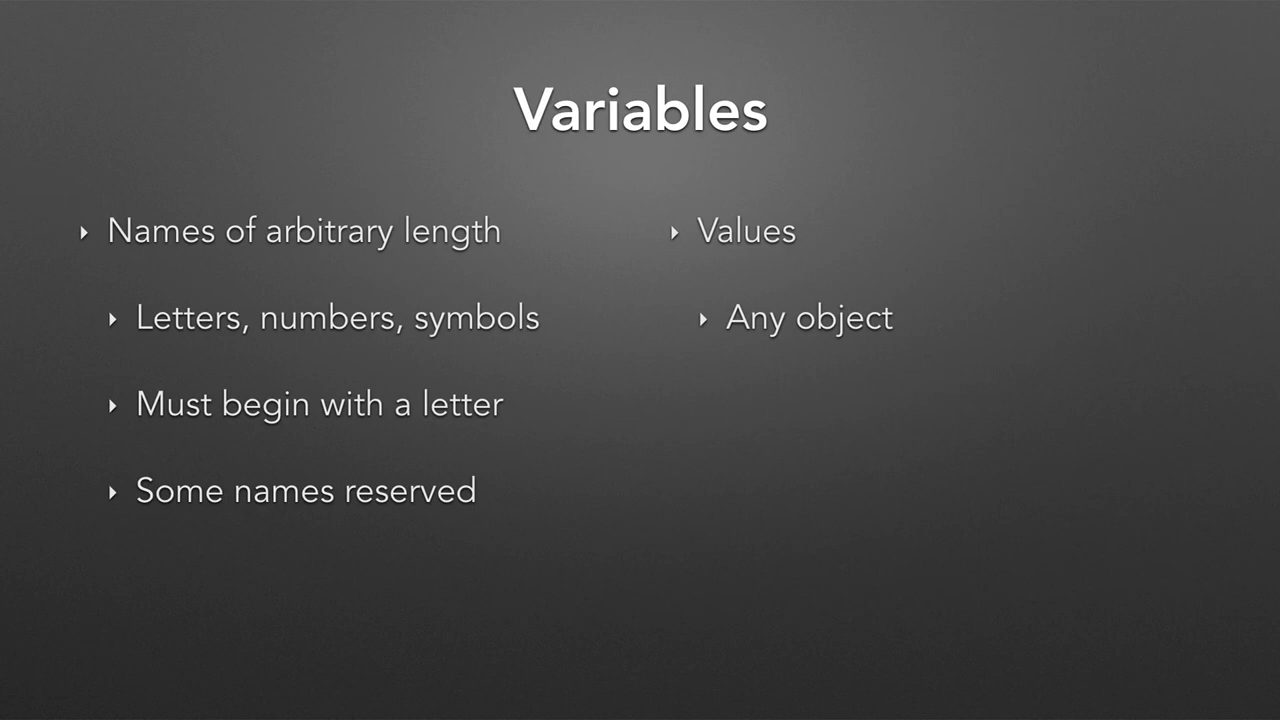 Variables
Names of arbitrary length
Letters, numbers, symbols
Must begin with a letter
Some names reserved
Values
Any object